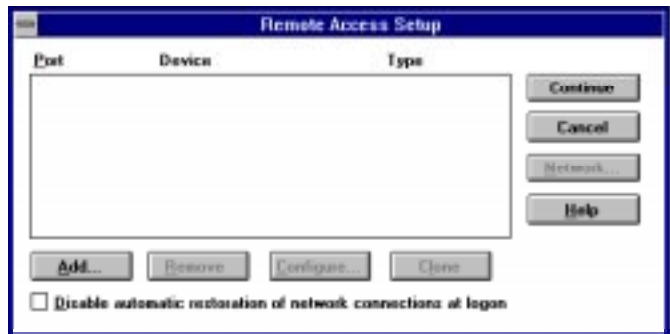 Remote Access Setup
Port Device Type
Continue
Cancel
Network...
Help
Add... Remove Configure... Clone
Disable automatic restoration of network connections at logon